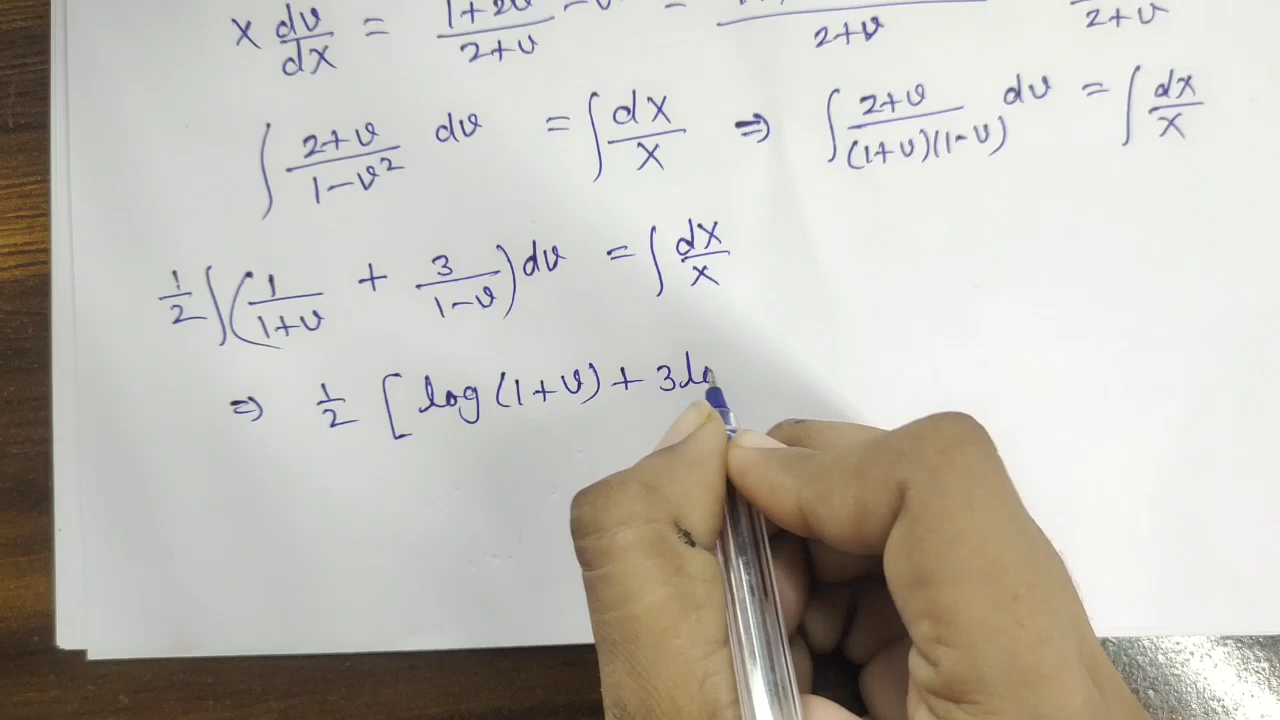 x dv/dx = 1+2v/2+v - v = /2+v /2+v
∫ 2+v/1-v² dv = ∫ dx/x ⇒ ∫ 2+v/(1+v)(1-v) dv = ∫ dx/x
1/2 ∫ (1/1+v + 3/1-v) dv = ∫ dx/x
⇒ 1/2 [log (1+v) + 3lo